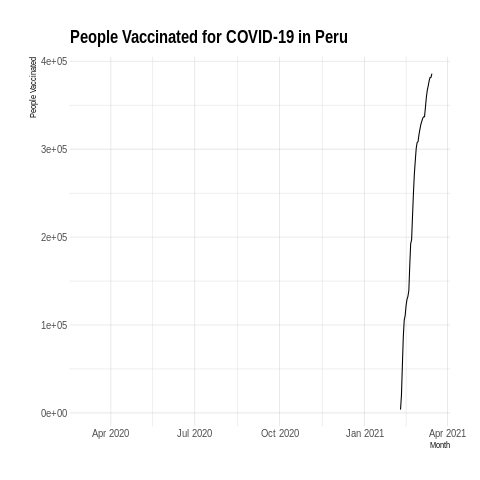 People Vaccinated for COVID-19 in Peru
People Vaccinated
4e+05
3e+05
2e+05
1e+05
0e+00
Apr 2020 Jul 2020 Oct 2020 Jan 2021 Apr 2021
Month